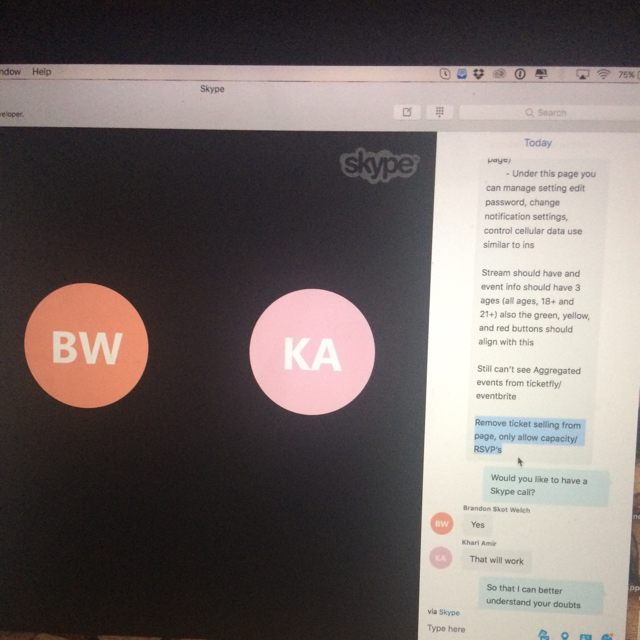 ndow Help
75%
Skype
eloper.
Search
skype
Today
page)
- Under this page you
can manage setting edit
password, change
notification settings,
control cellular data use
similar to ins
Stream should have and
event info should have 3
ages (all ages, 18+ and
21+) also the green, yellow,
and red buttons should
align with this
Still can't see Aggregated
events from ticketfly/
eventbrite
Remove ticket selling from
page, only allow capacity/
RSVP's
Would you like to have a
Skype call?
Brandon Skot Welch
BW
Yes
Kharl Amir
KA
That will work
So that I can better
understand your doubts
via Skype
Type here
BW
KA